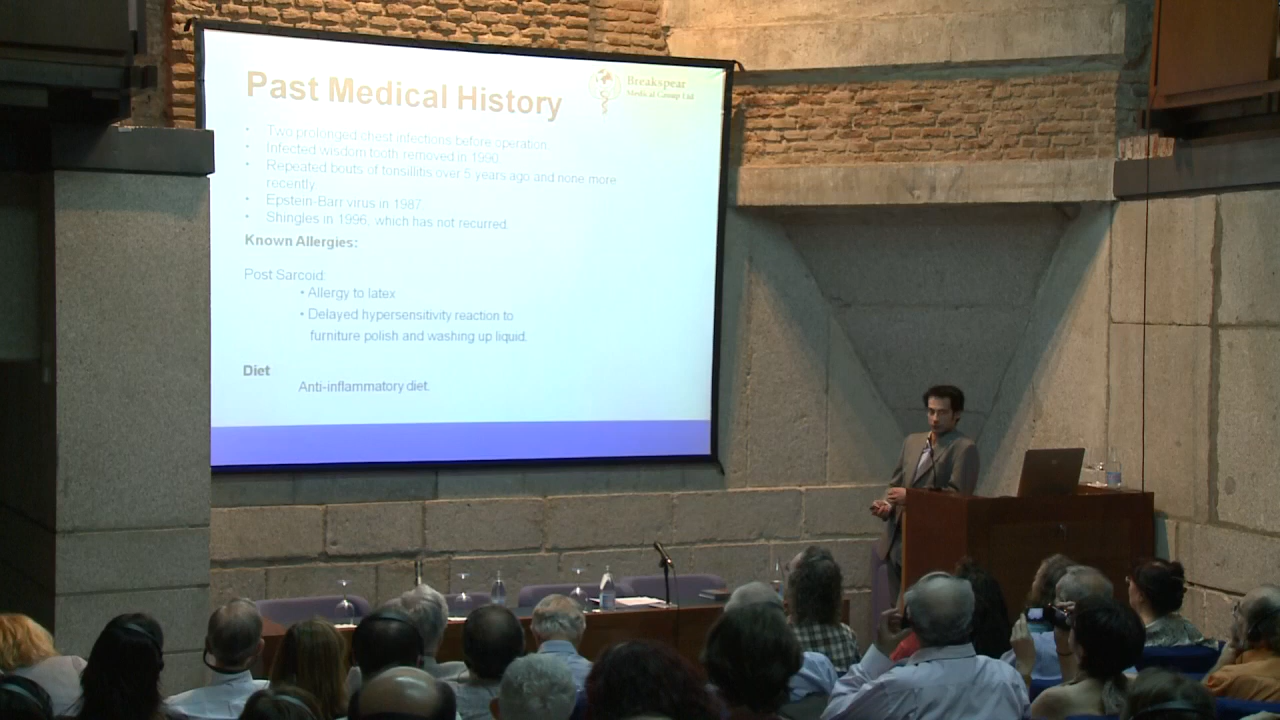 Past Medical History
Breakspear
Medical Group Ltd
• Two prolonged chest infections before operation.
• Infected wisdom tooth removed in 1990.
• Repeated bouts of tonsillitis over 5 years ago and none more
recently.
• Epstein-Barr virus in 1987.
• Shingles in 1996, which has not recurred.
Known Allergies:
Post Sarcoid:
• Allergy to latex
• Delayed hypersensitivity reaction to
furniture polish and washing up liquid.
Diet
Anti-inflammatory diet.